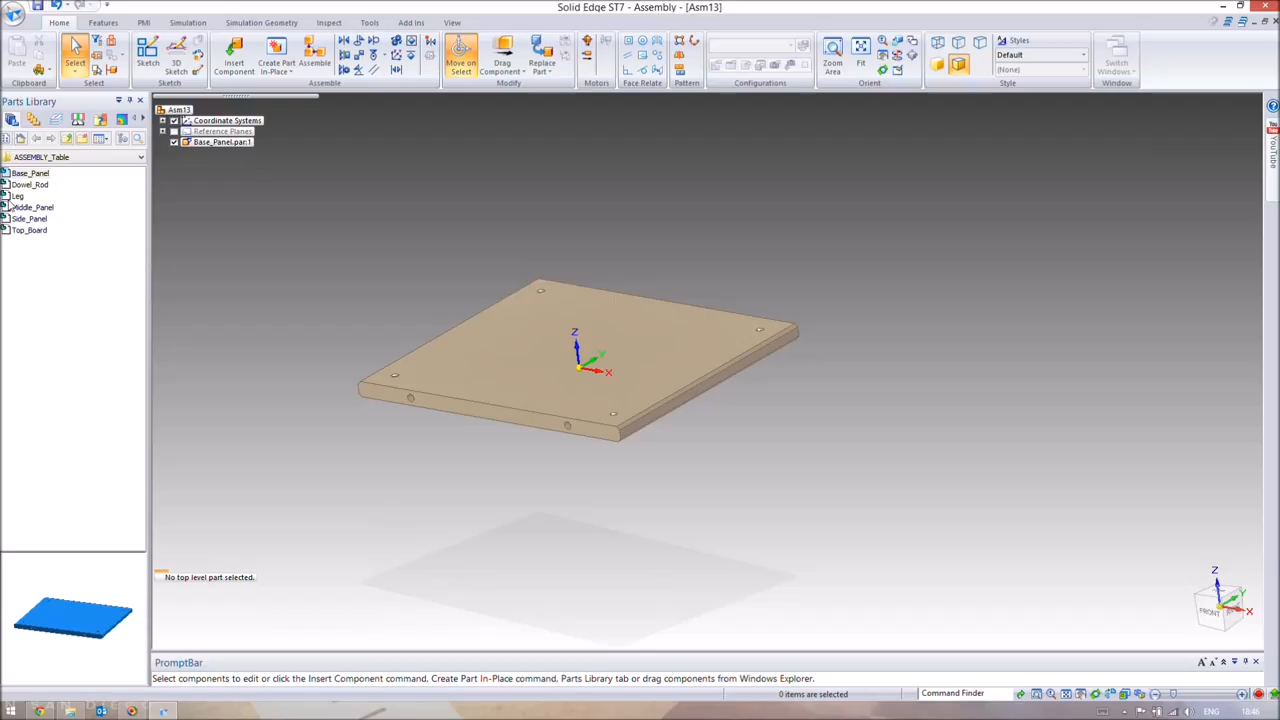 Solid Edge ST7 - Assembly - [Asm13]
Home Features PMI Simulation Simulation Geometry Inspect Tools Add Ins View
Paste Select Sketch 3D Sketch Insert Component Create Part In-Place Assemble Move on Select Drag Component Replace Part Zoom Area Fit Styles Default (None) Switch Windows
Clipboard Select Sketch Assemble Modify Motors Face Relate Pattern Configurations Orient Style Window
Parts Library
Asm13
Coordinate Systems
Reference Planes
Base_Panel.par:1
ASSEMBLY_Table
Base_Panel
Dowel_Rod
Leg
Middle_Panel
Side_Panel
Top_Board
YouTube
Z
Y
X
No top level part selected.
Z
Y
FRONT
X
PromptBar
Select components to edit or click the Insert Component command, Create Part In-Place command, Parts Library tab or drag components from Windows Explorer.
0 items are selected
Command Finder
ENG
18:46